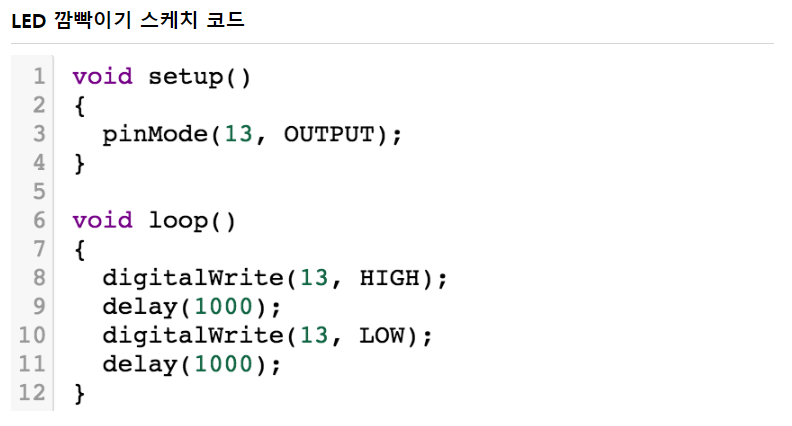 LED 깜빡이기 스케치 코드
1 void setup()
2 {
3   pinMode(13, OUTPUT);
4 }
5
6 void loop()
7 {
8   digitalWrite(13, HIGH);
9   delay(1000);
10   digitalWrite(13, LOW);
11   delay(1000);
12 }